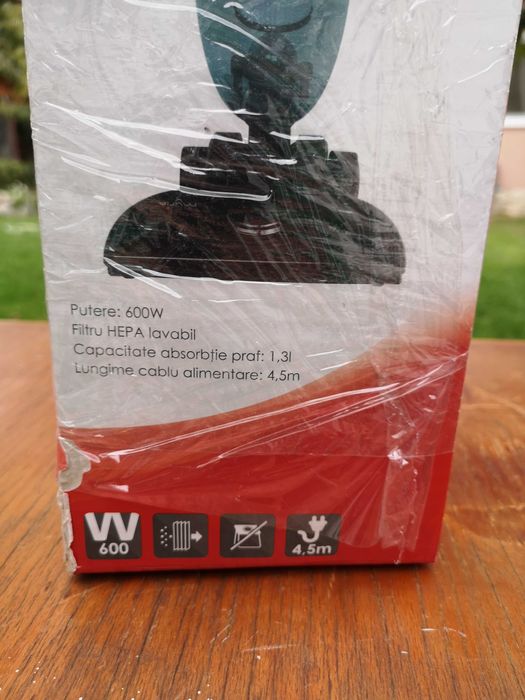 Putere: 600W
Filtru HEPA lavabil
Capacitate absorbție praf: 1,3l
Lungime cablu alimentare: 4,5m
W
600
4,5m